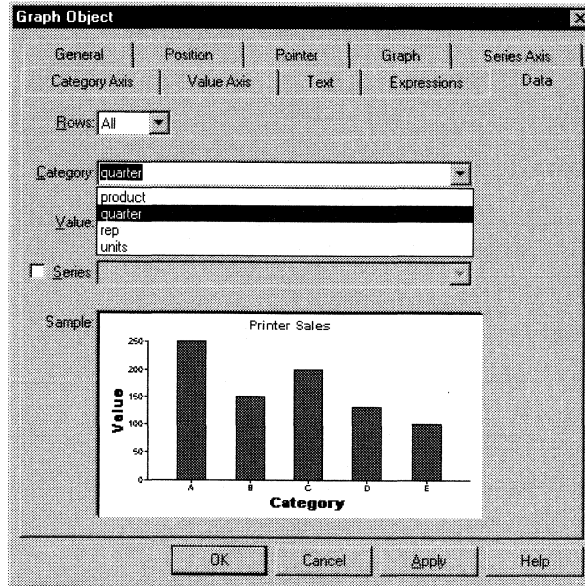 Graph Object
General Position Pointer Graph Series Axis
Category Axis Value Axis Text Expressions Data
Rows: All
Category: quarter
product
quarter
rep
units
Value:
Series
Sample:
Printer Sales
250
200
150
100
50
0
Value
A B C D E
Category
OK Cancel Apply Help